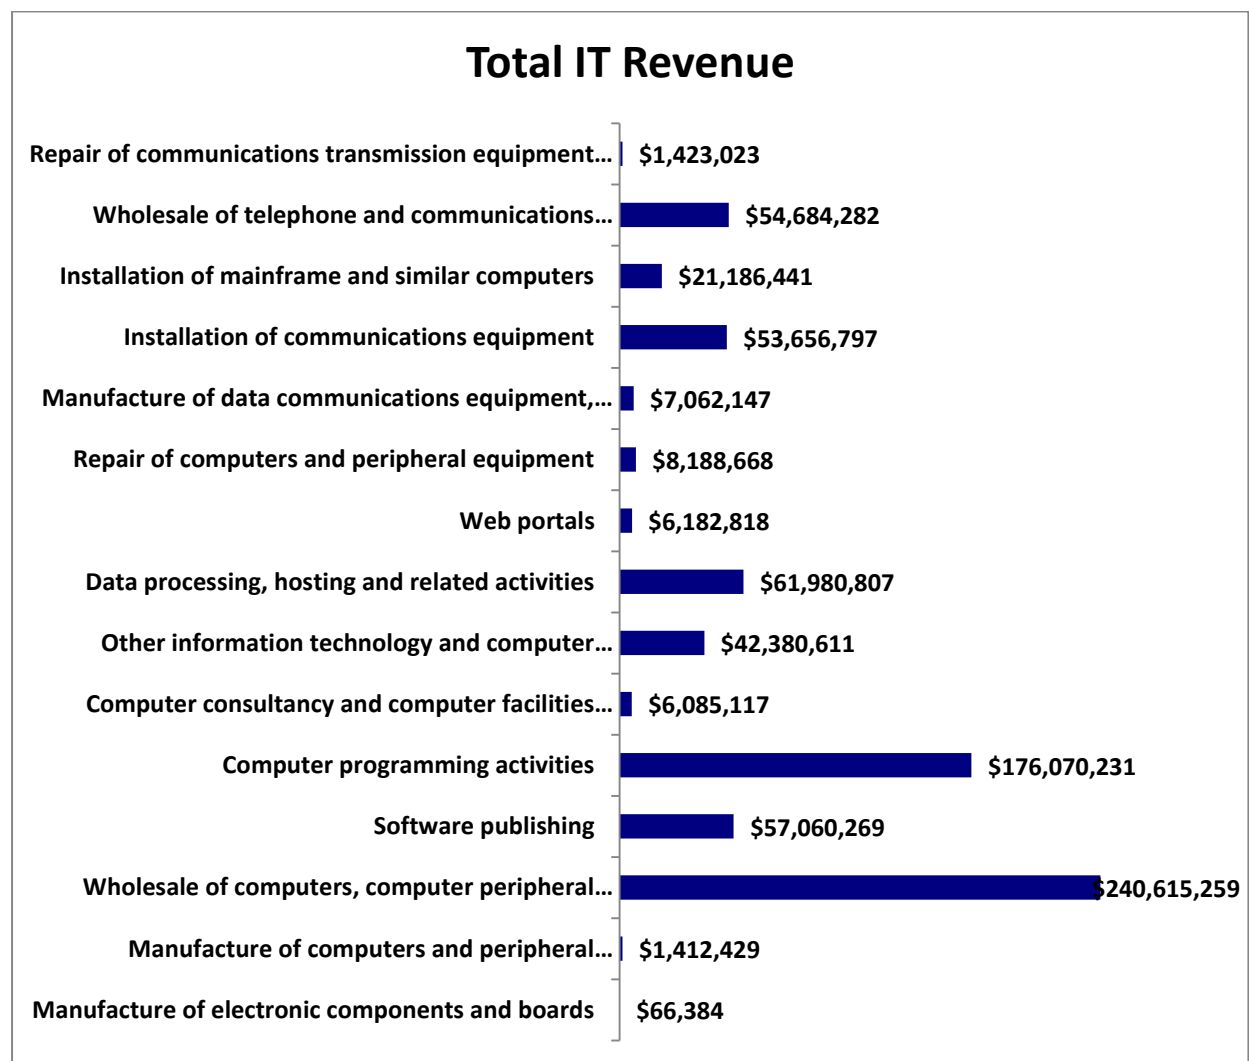 Total IT Revenue
Repair of communications transmission equipment… $1,423,023
Wholesale of telephone and communications… $54,684,282
Installation of mainframe and similar computers $21,186,441
Installation of communications equipment $53,656,797
Manufacture of data communications equipment,… $7,062,147
Repair of computers and peripheral equipment $8,188,668
Web portals $6,182,818
Data processing, hosting and related activities $61,980,807
Other information technology and computer… $42,380,611
Computer consultancy and computer facilities… $6,085,117
Computer programming activities $176,070,231
Software publishing $57,060,269
Wholesale of computers, computer peripheral… $240,615,259
Manufacture of computers and peripheral… $1,412,429
Manufacture of electronic components and boards $66,384